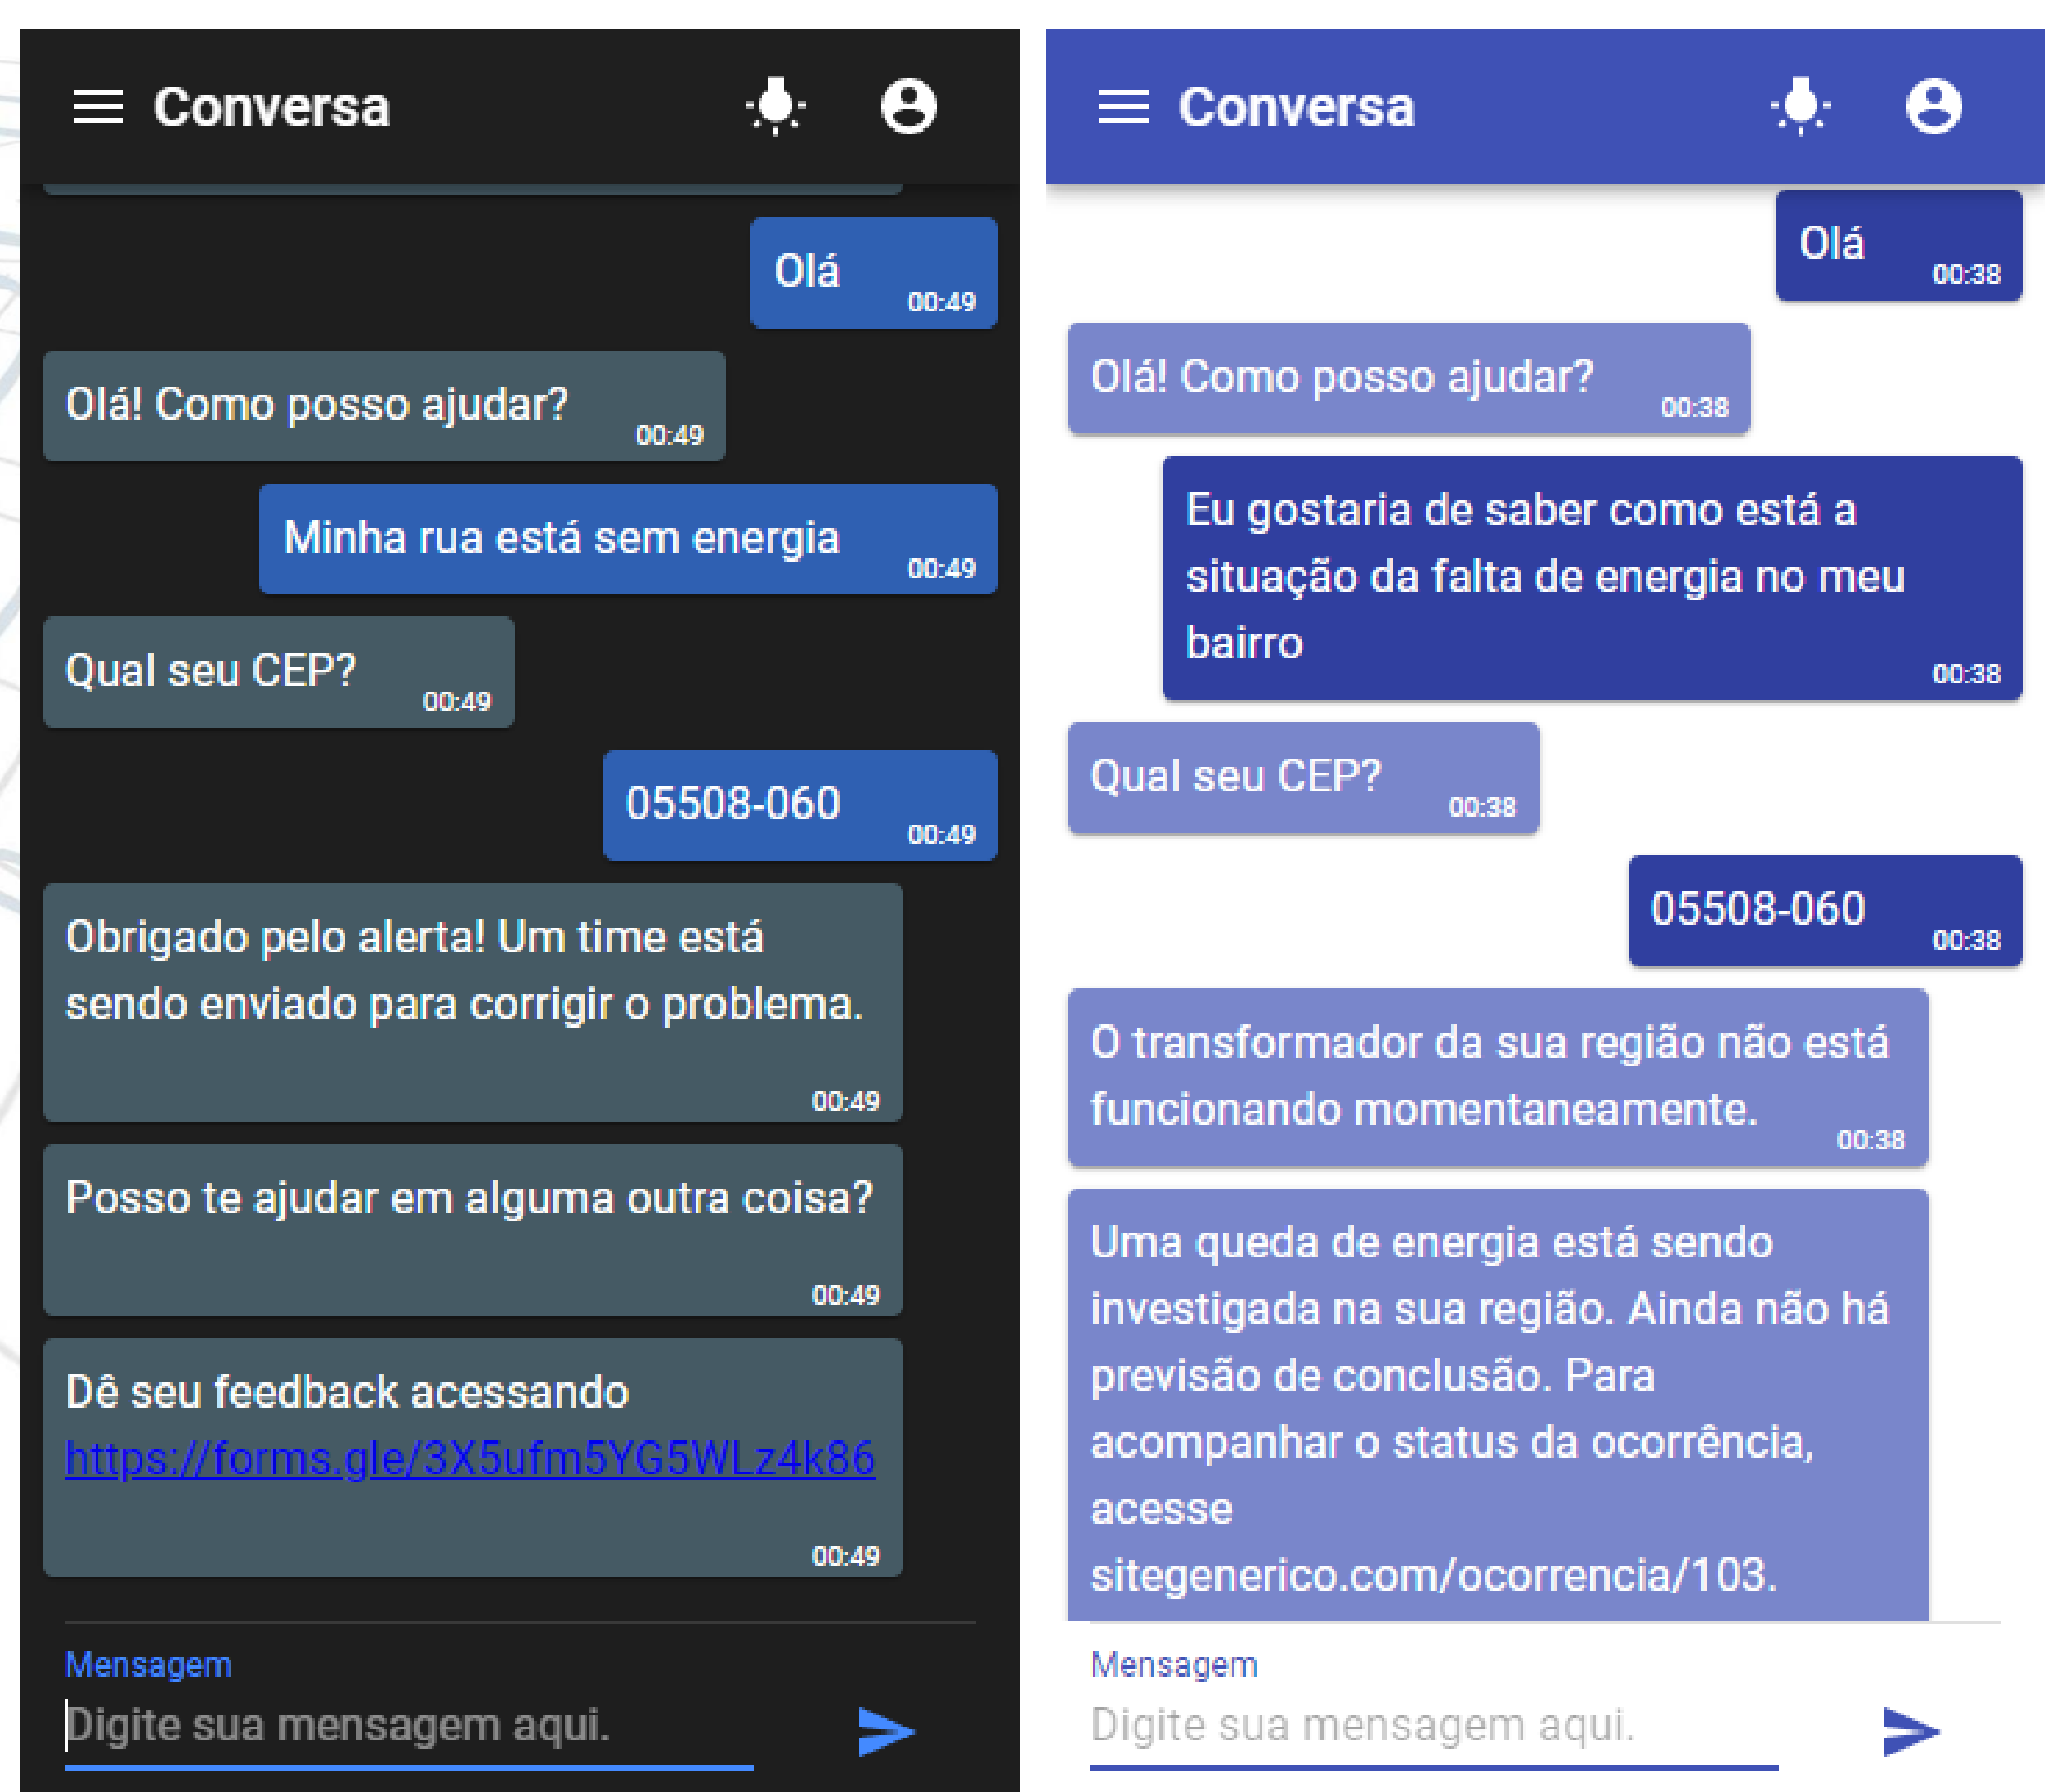 Conversa
Olá
00:49
Olá! Como posso ajudar?
00:49
Minha rua está sem energia
00:49
Qual seu CEP?
00:49
05508-060
00:49
Obrigado pelo alerta! Um time está
sendo enviado para corrigir o problema.
00:49
Posso te ajudar em alguma outra coisa?
00:49
Dê seu feedback acessando
https://forms.gle/3X5ufm5YG5WLz4k86
00:49
Mensagem
Digite sua mensagem aqui.
Conversa
Olá
00:38
Olá! Como posso ajudar?
00:38
Eu gostaria de saber como está a
situação da falta de energia no meu
bairro
00:38
Qual seu CEP?
00:38
05508-060
00:38
O transformador da sua região não está
funcionando momentaneamente.
00:38
Uma queda de energia está sendo
investigada na sua região. Ainda não há
previsão de conclusão. Para
acompanhar o status da ocorrência,
acesse
sitegenerico.com/ocorrencia/103.
Mensagem
Digite sua mensagem aqui.